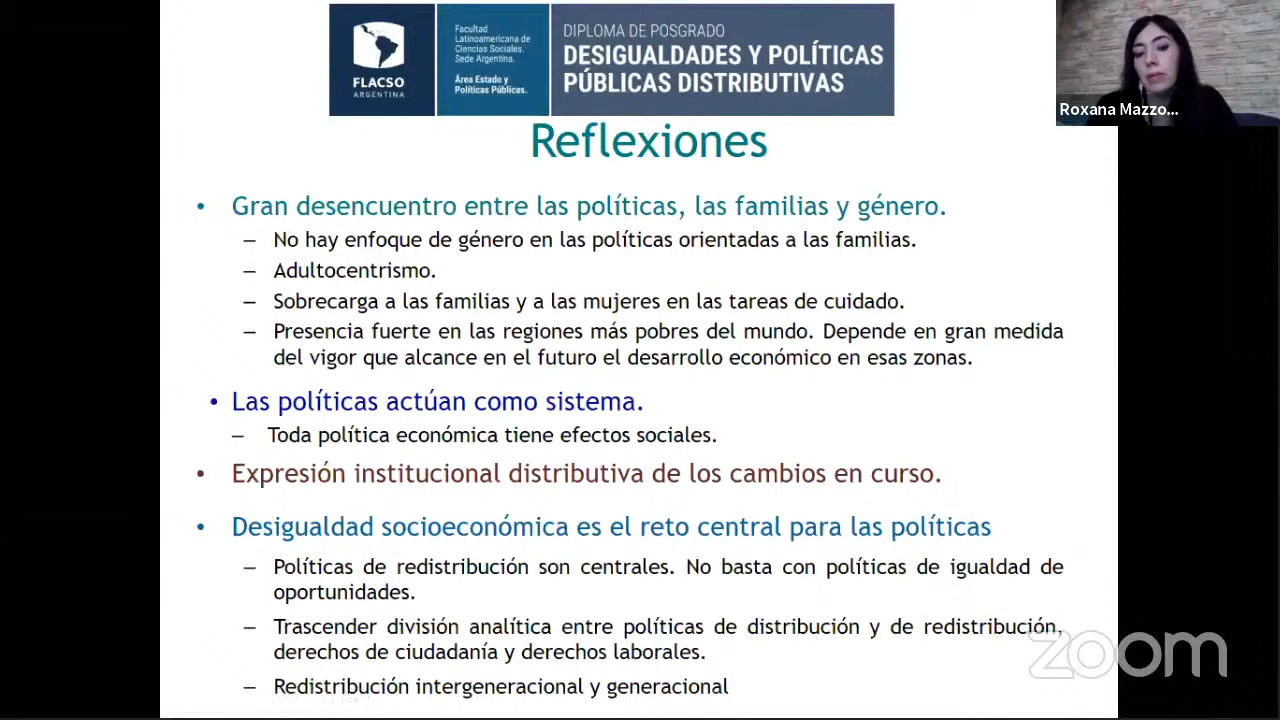 FLACSO
ARGENTINA
Facultad
Latinoamericana de
Ciencias Sociales.
Sede Argentina.
Área Estado y
Políticas Públicas.
DIPLOMA DE POSGRADO
DESIGUALDADES Y POLÍTICAS
PÚBLICAS DISTRIBUTIVAS
Roxana Mazzo...
Reflexiones
• Gran desencuentro entre las políticas, las familias y género.
– No hay enfoque de género en las políticas orientadas a las familias.
– Adultocentrismo.
– Sobrecarga a las familias y a las mujeres en las tareas de cuidado.
– Presencia fuerte en las regiones más pobres del mundo. Depende en gran medida
del vigor que alcance en el futuro el desarrollo económico en esas zonas.
• Las políticas actúan como sistema.
– Toda política económica tiene efectos sociales.
• Expresión institucional distributiva de los cambios en curso.
• Desigualdad socioeconómica es el reto central para las políticas
– Políticas de redistribución son centrales. No basta con políticas de igualdad de
oportunidades.
– Trascender división analítica entre políticas de distribución y de redistribución,
derechos de ciudadanía y derechos laborales.
– Redistribución intergeneracional y generacional
zoom